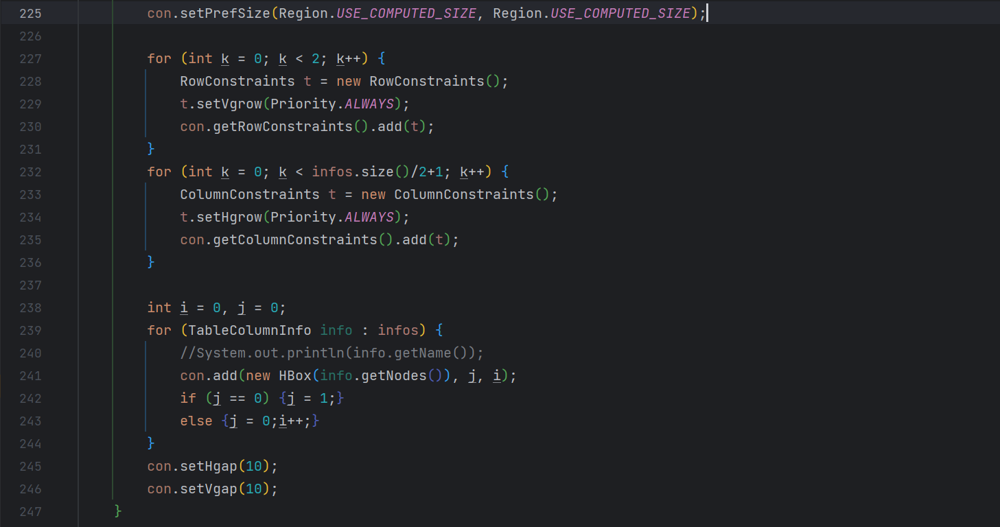 225 con.setPrefSize(Region.USE_COMPUTED_SIZE, Region.USE_COMPUTED_SIZE);
226
227 for (int k = 0; k < 2; k++) {
228 RowConstraints t = new RowConstraints();
229 t.setVgrow(Priority.ALWAYS);
230 con.getRowConstraints().add(t);
231 }
232 for (int k = 0; k < infos.size()/2+1; k++) {
233 ColumnConstraints t = new ColumnConstraints();
234 t.setHgrow(Priority.ALWAYS);
235 con.getColumnConstraints().add(t);
236 }
237
238 int i = 0, j = 0;
239 for (TableColumnInfo info : infos) {
240 //System.out.println(info.getName());
241 con.add(new HBox(info.getNodes()), j, i);
242 if (j == 0) {j = 1;}
243 else {j = 0;i++;}
244 }
245 con.setHgap(10);
246 con.setVgap(10);
247 }